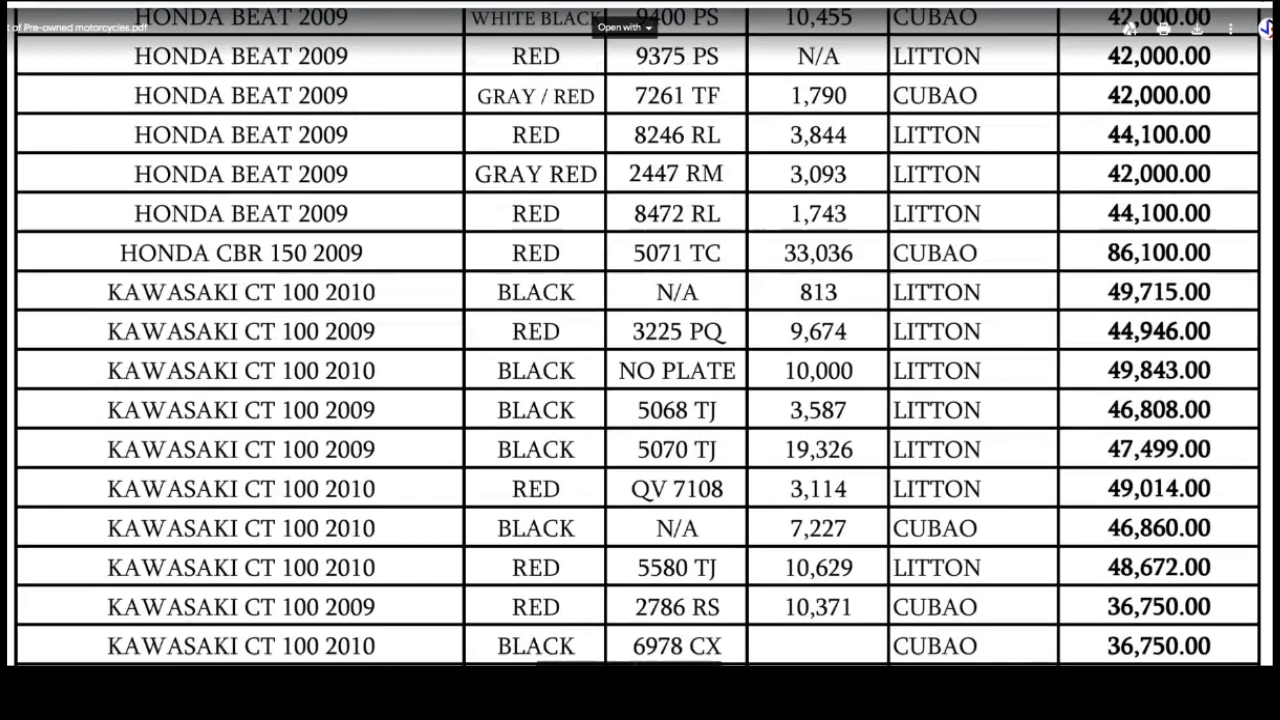 HONDA BEAT 2009 WHITE BLACK 9400 PS 10,455 CUBAO 42,000.00
t of Pre-owned motorcycles.pdf Open with
HONDA BEAT 2009 RED 9375 PS N/A LITTON 42,000.00
HONDA BEAT 2009 GRAY / RED 7261 TF 1,790 CUBAO 42,000.00
HONDA BEAT 2009 RED 8246 RL 3,844 LITTON 44,100.00
HONDA BEAT 2009 GRAY RED 2447 RM 3,093 LITTON 42,000.00
HONDA BEAT 2009 RED 8472 RL 1,743 LITTON 44,100.00
HONDA CBR 150 2009 RED 5071 TC 33,036 CUBAO 86,100.00
KAWASAKI CT 100 2010 BLACK N/A 813 LITTON 49,715.00
KAWASAKI CT 100 2009 RED 3225 PQ 9,674 LITTON 44,946.00
KAWASAKI CT 100 2010 BLACK NO PLATE 10,000 LITTON 49,843.00
KAWASAKI CT 100 2009 BLACK 5068 TJ 3,587 LITTON 46,808.00
KAWASAKI CT 100 2009 BLACK 5070 TJ 19,326 LITTON 47,499.00
KAWASAKI CT 100 2010 RED QV 7108 3,114 LITTON 49,014.00
KAWASAKI CT 100 2010 BLACK N/A 7,227 CUBAO 46,860.00
KAWASAKI CT 100 2010 RED 5580 TJ 10,629 LITTON 48,672.00
KAWASAKI CT 100 2009 RED 2786 RS 10,371 CUBAO 36,750.00
KAWASAKI CT 100 2010 BLACK 6978 CX CUBAO 36,750.00